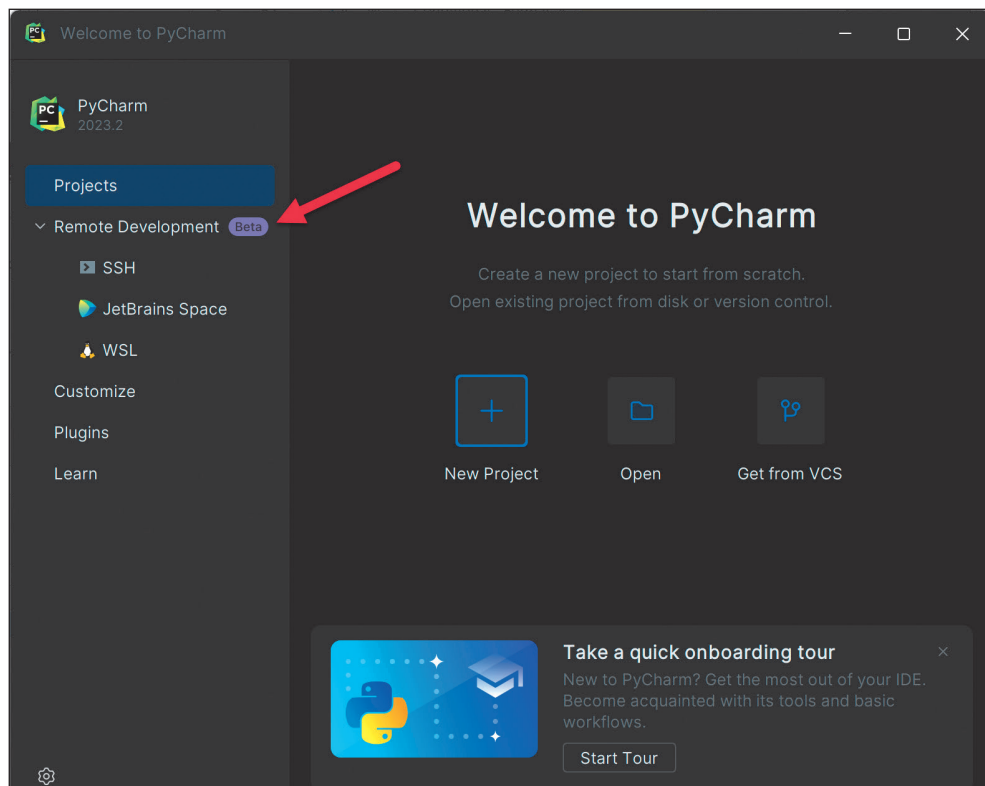 PC
Welcome to PyCharm
PC
PyCharm
2023.2
Projects
Remote Development Beta
SSH
JetBrains Space
WSL
Customize
Plugins
Learn
Welcome to PyCharm
Create a new project to start from scratch.
Open existing project from disk or version control.
New Project
Open
Get from VCS
Take a quick onboarding tour
New to PyCharm? Get the most out of your IDE.
Become acquainted with its tools and basic
workflows.
Start Tour